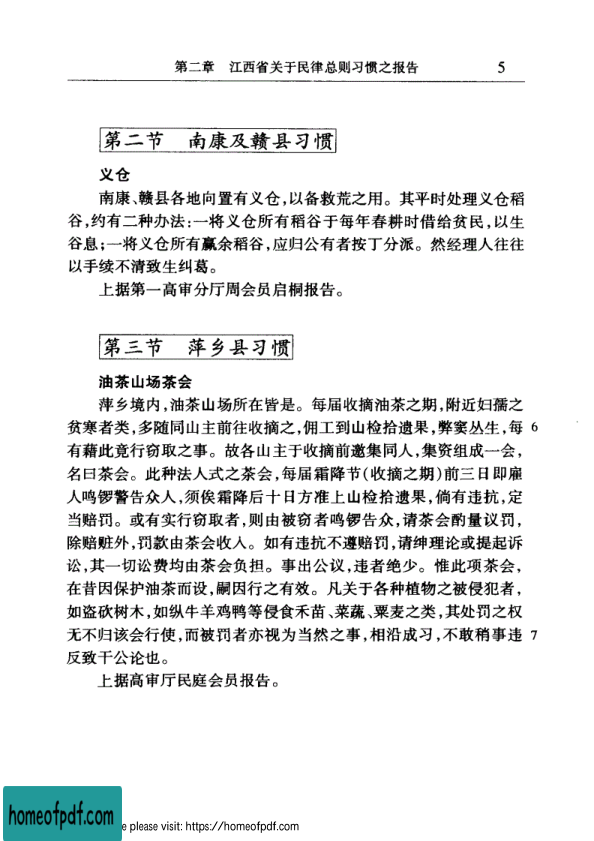 第二章　江西省关于民律总则习惯之报告　5
第二节　南康及赣县习惯
义仓
南康、赣县各地向置有义仓,以备救荒之用。其平时处理义仓稻
谷,约有二种办法:一将义仓所有稻谷于每年春耕时借给贫民,以生
谷息;一将义仓所有赢余稻谷,应归公有者按丁分派。然经理人往往
以手续不清致生纠葛。
上据第一高审分厅周会员启桐报告。
第三节　萍乡县习惯
油茶山场茶会
萍乡境内,油茶山场所在皆是。每届收摘油茶之期,附近妇孺之
贫寒者类,多随同山主前往收摘之,佣工到山检拾遗果,弊窦丛生,每 6
有藉此竟行窃取之事。故各山主于收摘前邀集同人,集资组成一会,
名曰茶会。此种法人式之茶会,每届霜降节(收摘之期)前三日即雇
人鸣锣警告众人,须俟霜降后十日方准上山检拾遗果,倘有违抗,定
当赔罚。或有实行窃取者,则由被窃者鸣锣告众,请茶会酌量议罚,
除赔赃外,罚款由茶会收入。如有违抗不遵赔罚,请绅理论或提起诉
讼,其一切讼费均由茶会负担。事出公议,违者绝少。惟此项茶会,
在昔因保护油茶而设,嗣因行之有效。凡关于各种植物之被侵犯者,
如盗砍树木,如纵牛羊鸡鸭等侵食禾苗、菜蔬、粟麦之类,其处罚之权
无不归该会行使,而被罚者亦视为当然之事,相沿成习,不敢稍事违 7
反致干公论也。
上据高审厅民庭会员报告。
homeofpdf.com
e please visit: https://homeofpdf.com